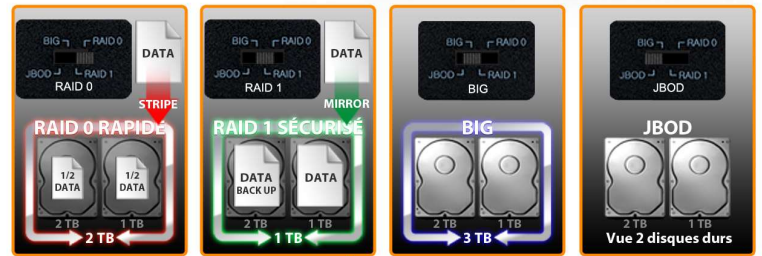 BIG RAID 0
JBOD RAID 1
RAID 0
DATA
STRIPE
RAID 0 RAPIDE
1/2 DATA
1/2 DATA
2 TB 1 TB
2 TB
BIG RAID 0
JBOD RAID 1
RAID 1
DATA
MIRROR
RAID 1 SÉCURISÉ
DATA BACK UP
DATA
2 TB 1 TB
1 TB
BIG RAID 0
JBOD RAID 1
BIG
BIG
2 TB 1 TB
3 TB
BIG RAID 0
JBOD RAID 1
JBOD
JBOD
2 TB 1 TB
Vue 2 disques durs